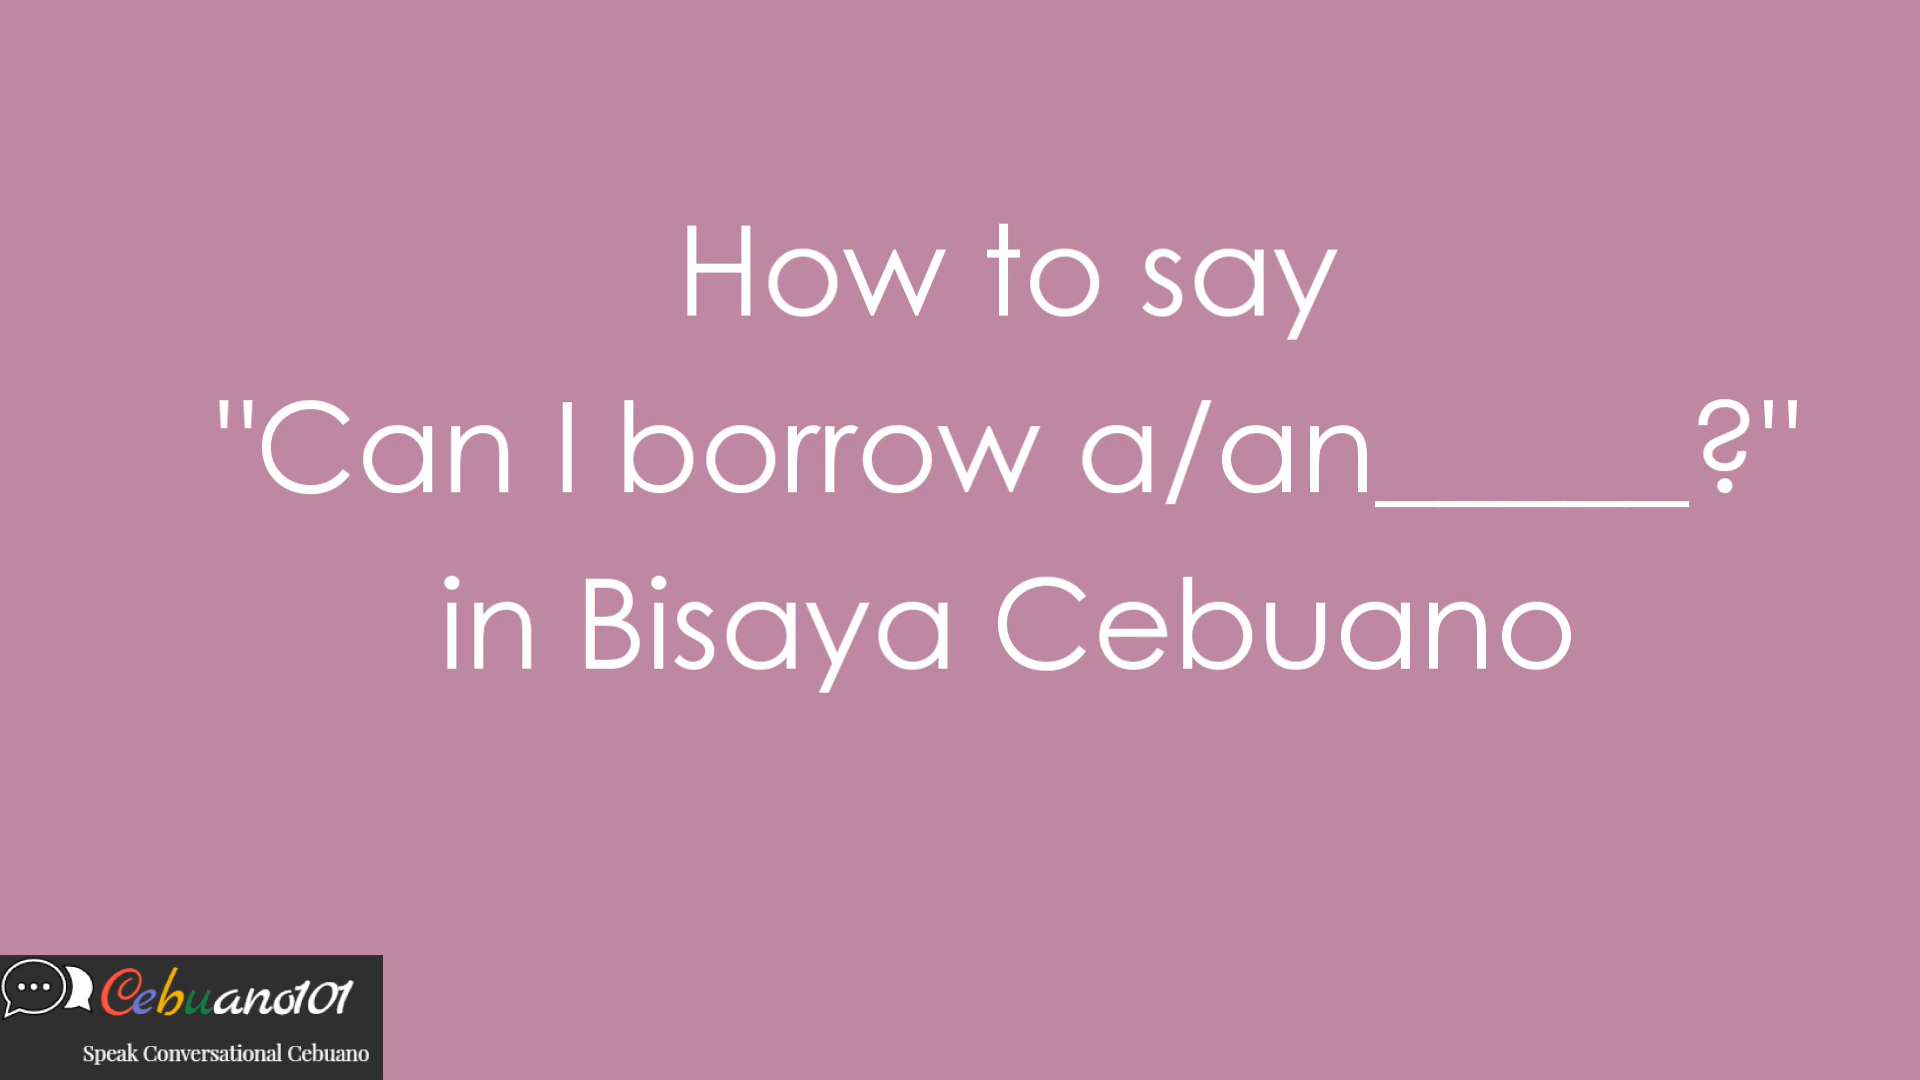 How to say
"Can I borrow a/an_____?"
in Bisaya Cebuano
Cebuano101
Speak Conversational Cebuano